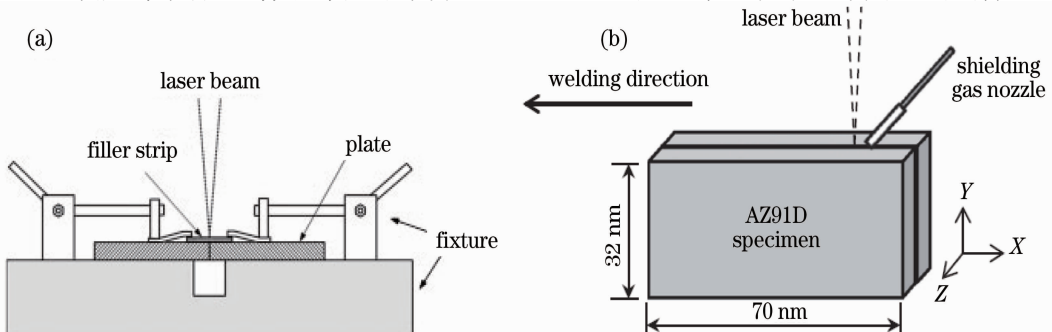 (a)
laser beam
filler strip
plate
fixture
(b)
laser beam
welding direction
shielding
gas nozzle
AZ91D
specimen
32 nm
70 nm
Y
X
Z